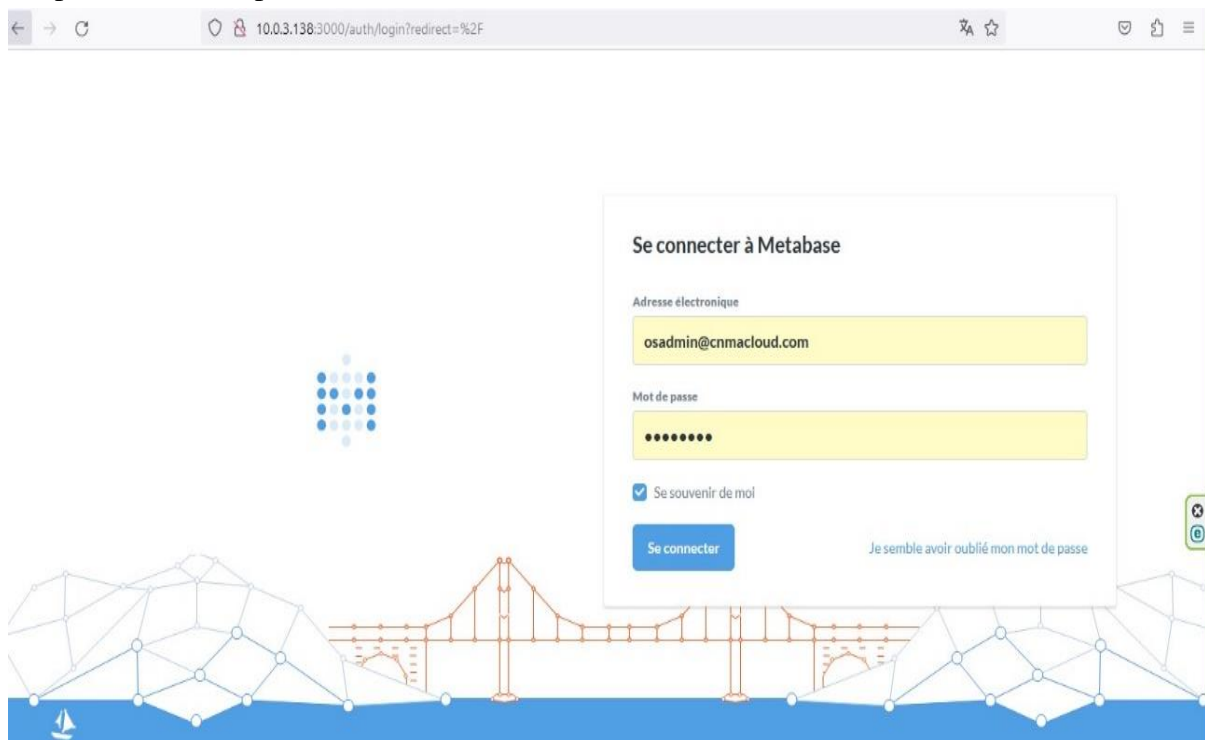 10.0.3.138:3000/auth/login?redirect=%2F
Se connecter à Metabase
Adresse électronique
osadmin@cnmacloud.com
Mot de passe
Se souvenir de moi
Se connecter
Je semble avoir oublié mon mot de passe